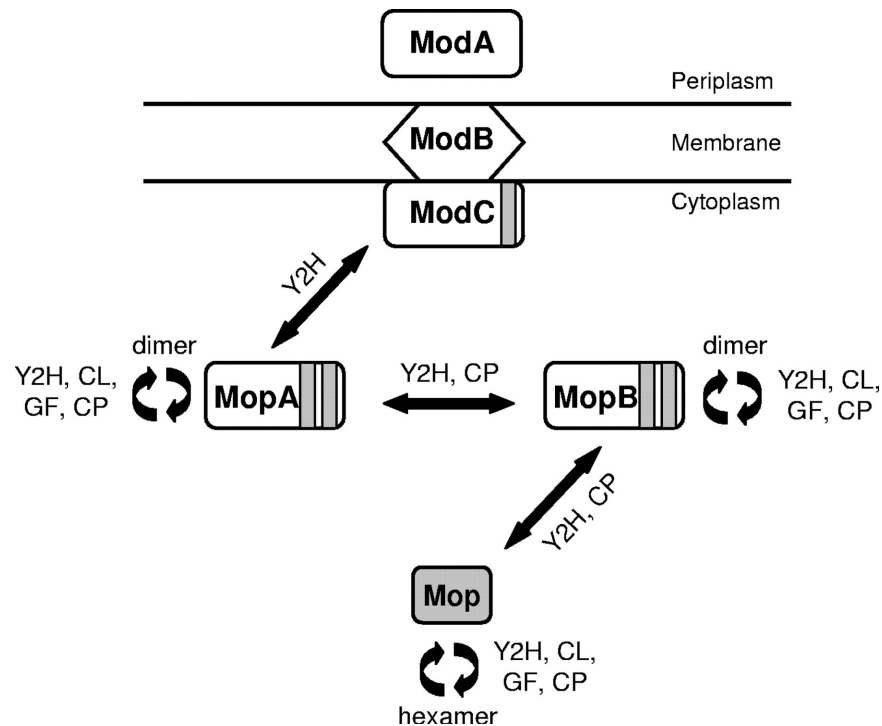 ModA
Periplasm
ModB
Membrane
ModC
Cytoplasm
Y2H
dimer
Y2H, CL,
GF, CP
MopA
Y2H, CP
MopB
dimer
Y2H, CL,
GF, CP
Y2H, CP
Mop
Y2H, CL,
GF, CP
hexamer